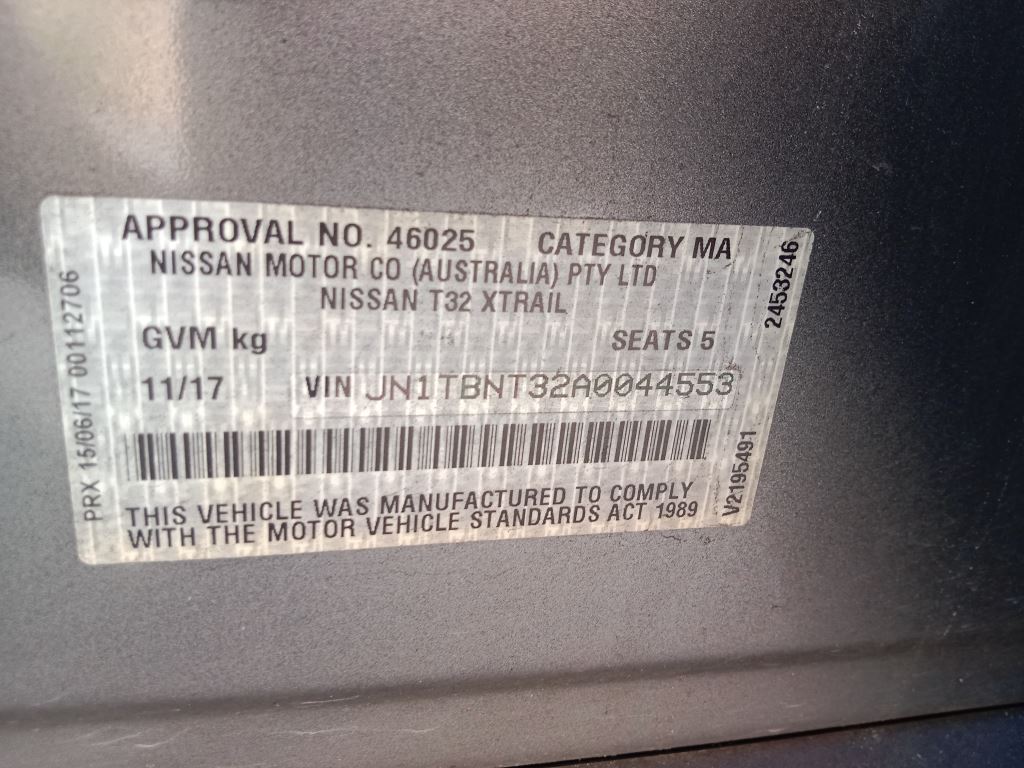 APPROVAL NO. 46025 CATEGORY MA
NISSAN MOTOR CO (AUSTRALIA) PTY LTD
NISSAN T32 XTRAIL
GVM kg SEATS 5
11/17 VIN JN1TBNT32A0044553
THIS VEHICLE WAS MANUFACTURED TO COMPLY
WITH THE MOTOR VEHICLE STANDARDS ACT 1989
PRX 15/06/17 00112706
2453246
V2195491